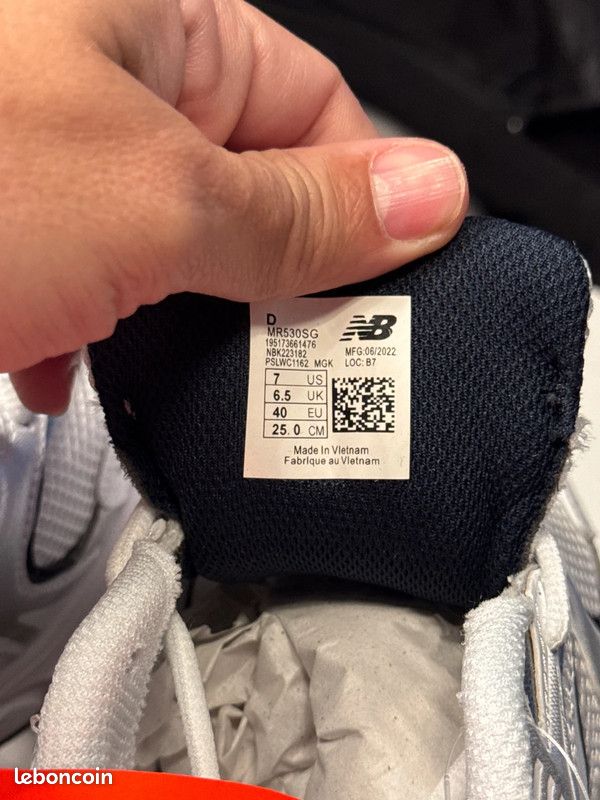 D
MR530SG
195173661476
NBK223182
PSLWC1162 MGK
NB
MFG:06/2022
LOC: B7
7 US
6.5 UK
40 EU
25.0 CM
Made In VIetnam
FabrIque au VIetnam
leboncoin